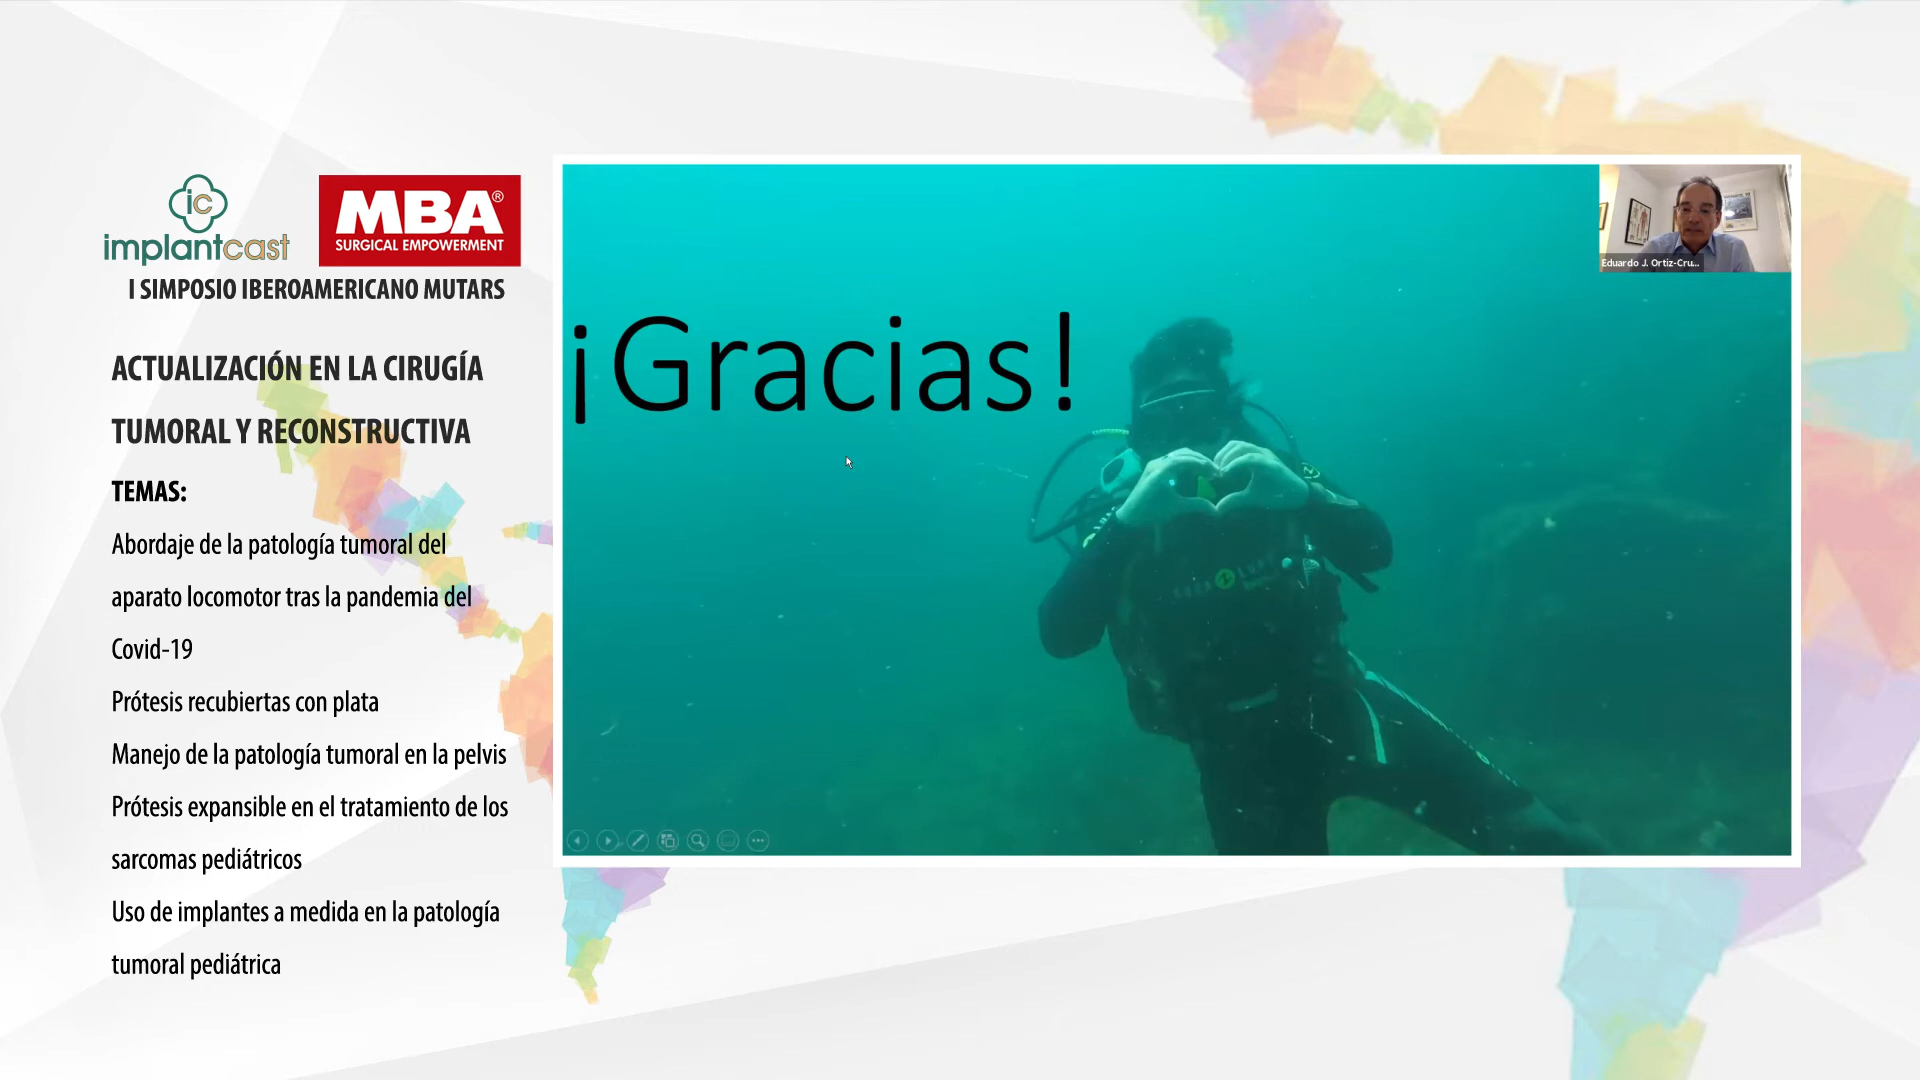 ic
implantcast
MBA®
SURGICAL EMPOWERMENT
I SIMPOSIO IBEROAMERICANO MUTARS
ACTUALIZACIÓN EN LA CIRUGÍA
TUMORAL Y RECONSTRUCTIVA
TEMAS:
Abordaje de la patología tumoral del
aparato locomotor tras la pandemia del
Covid-19
Prótesis recubiertas con plata
Manejo de la patología tumoral en la pelvis
Prótesis expansible en el tratamiento de los
sarcomas pediátricos
Uso de implantes a medida en la patología
tumoral pediátrica
¡Gracias!
Eduardo J. Ortiz-Cru...